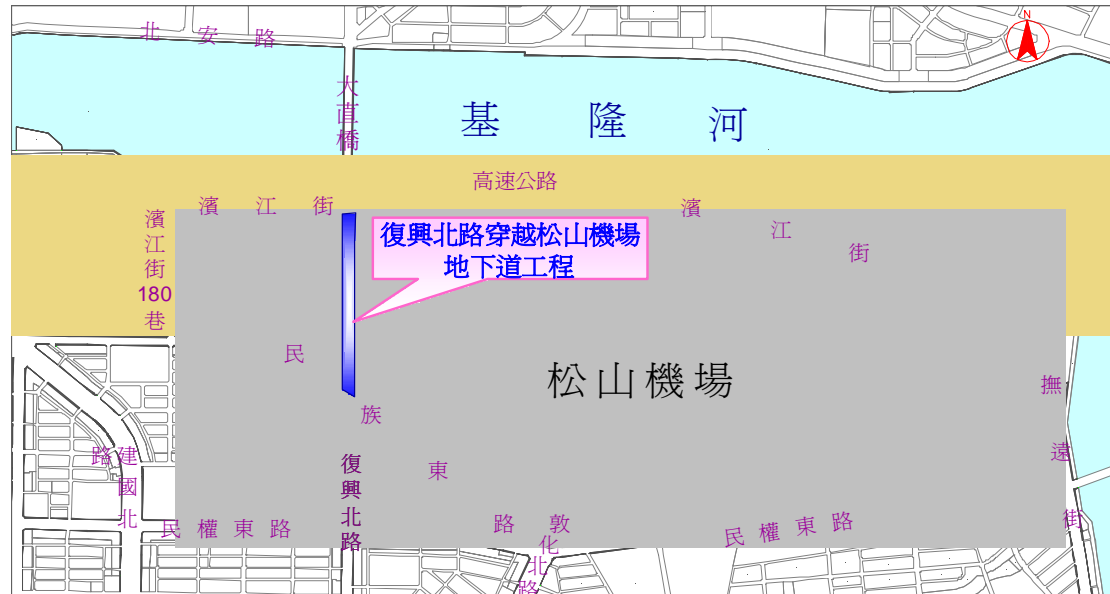 N
北安路
大直橋
基隆河
高速公路
濱江街
濱江街
濱江街180巷
復興北路穿越松山機場
地下道工程
松山機場
民族東路
撫遠街
建國北路
復興北路
民權東路
敦化北路
民權東路